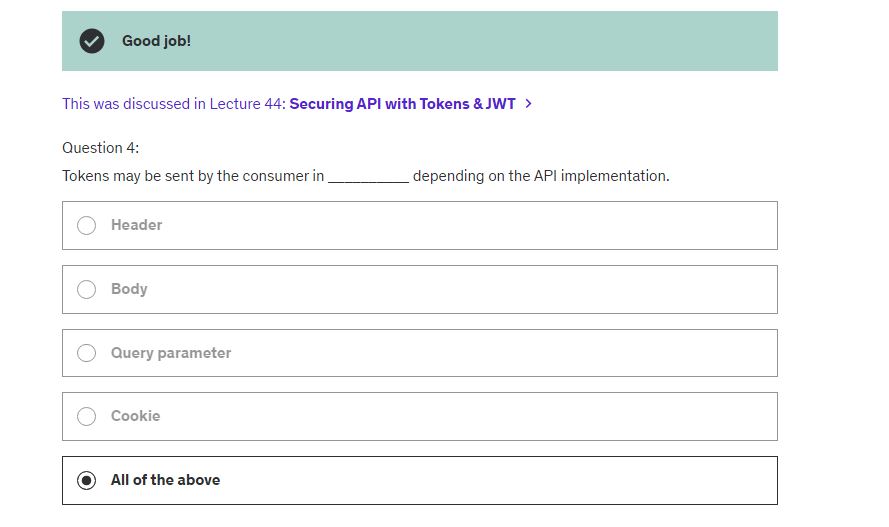 Good job!
This was discussed in Lecture 44: Securing API with Tokens & JWT >
Question 4:
Tokens may be sent by the consumer in __________ depending on the API implementation.
Header
Body
Query parameter
Cookie
All of the above